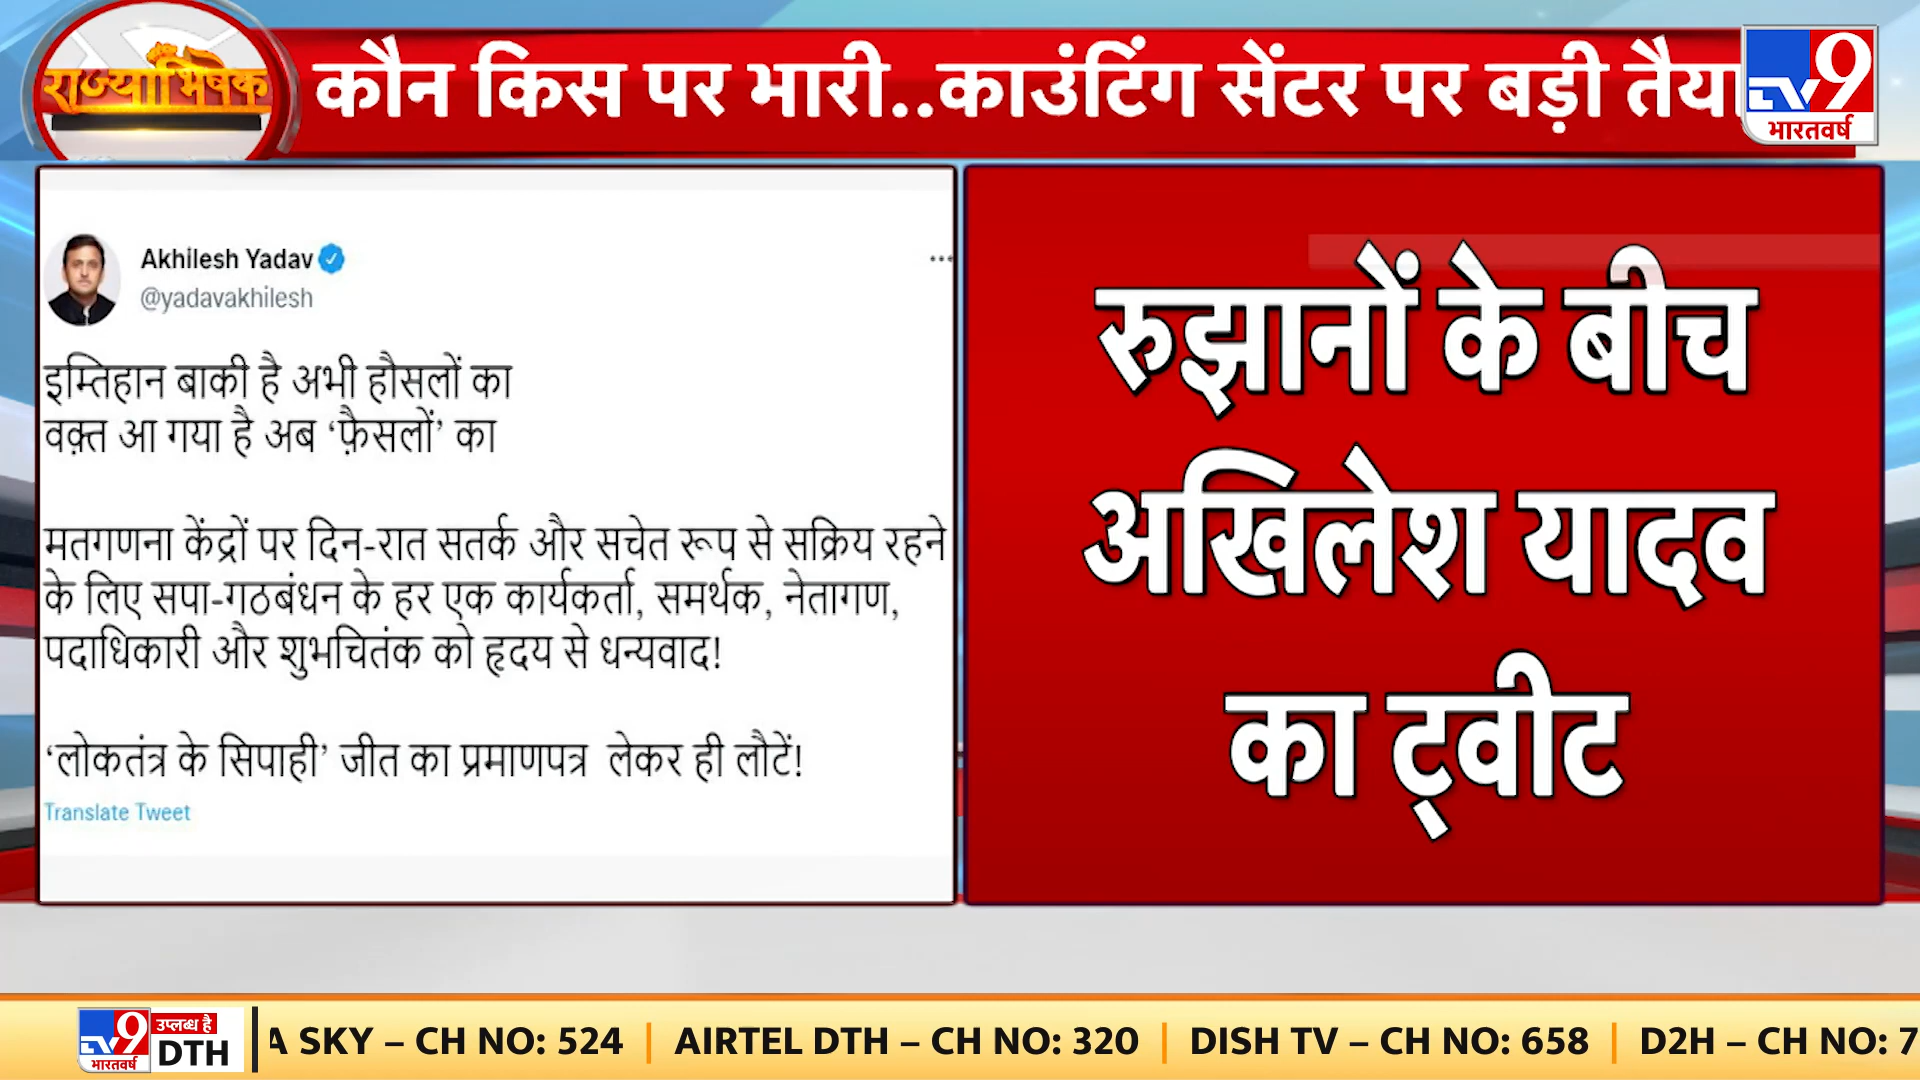 राज्याभिषेक
कौन किस पर भारी..काउंटिंग सेंटर पर बड़ी तैया
TV9
भारतवर्ष
Akhilesh Yadav
@yadavakhilesh
इम्तिहान बाकी है अभी हौसलों का
वक़्त आ गया है अब ‘फ़ैसलों’ का
मतगणना केंद्रों पर दिन-रात सतर्क और सचेत रूप से सक्रिय रहने
के लिए सपा-गठबंधन के हर एक कार्यकर्ता, समर्थक, नेतागण,
पदाधिकारी और शुभचितंक को हृदय से धन्यवाद!
‘लोकतंत्र के सिपाही’ जीत का प्रमाणपत्र लेकर ही लौटें!
Translate Tweet
रुझानों के बीच
अखिलेश यादव
का ट्वीट
TV9 भारतवर्ष उपलब्ध है DTH
A SKY – CH NO: 524 | AIRTEL DTH – CH NO: 320 | DISH TV – CH NO: 658 | D2H – CH NO: 7